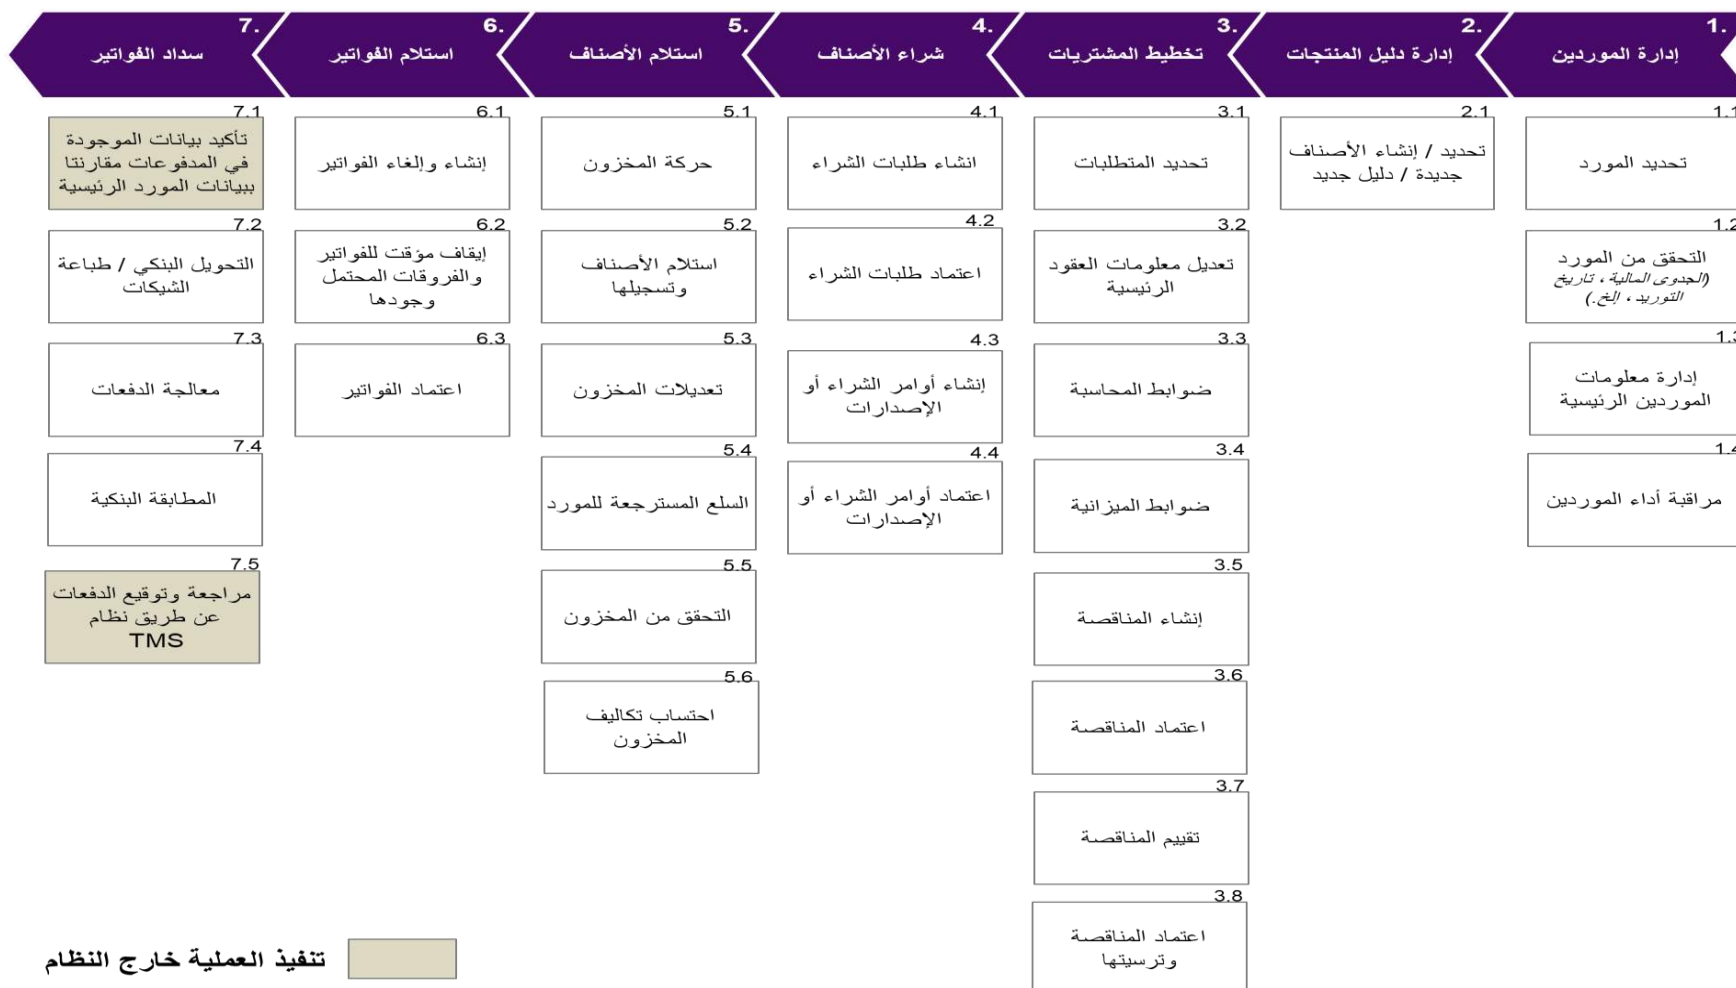 1.
إدارة الموردين
2.
إدارة دليل المنتجات
3.
تخطيط المشتريات
4.
شراء الأصناف
5.
استلام الأصناف
6.
استلام الفواتير
7.
سداد الفواتير
1.1
تحديد المورد
1.2
التحقق من المورد
(الجدوى المالية ، تاريخ
التوريد ، إلخ.)
1.3
إدارة معلومات
الموردين الرئيسية
1.4
مراقبة أداء الموردين
2.1
تحديد / إنشاء الأصناف
جديدة / دليل جديد
3.1
تحديد المتطلبات
3.2
تعديل معلومات العقود
الرئيسية
3.3
ضوابط المحاسبة
3.4
ضوابط الميزانية
3.5
إنشاء المناقصة
3.6
اعتماد المناقصة
3.7
تقييم المناقصة
3.8
اعتماد المناقصة
وترسيتها
4.1
انشاء طلبات الشراء
4.2
اعتماد طلبات الشراء
4.3
إنشاء أوامر الشراء أو
الإصدارات
4.4
اعتماد أوامر الشراء أو
الإصدارات
5.1
حركة المخزون
5.2
استلام الأصناف
وتسجيلها
5.3
تعديلات المخزون
5.4
السلع المسترجعة للمورد
5.5
التحقق من المخزون
5.6
احتساب تكاليف
المخزون
6.1
إنشاء وإلغاء الفواتير
6.2
إيقاف مؤقت للفواتير
والفروقات المحتمل
وجودها
6.3
اعتماد الفواتير
7.1
تأكيد بيانات الموجودة
في المدفوعات مقارنتا
ببيانات المورد الرئيسية
7.2
التحويل البنكي / طباعة
الشيكات
7.3
معالجة الدفعات
7.4
المطابقة البنكية
7.5
مراجعة وتوقيع الدفعات
عن طريق نظام
TMS
تنفيذ العملية خارج النظام